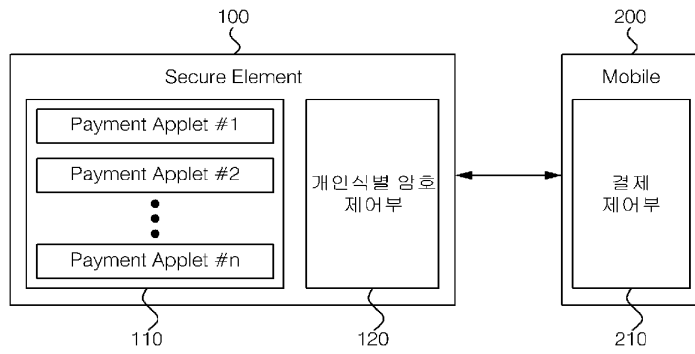 100
200
Secure Element
Mobile
Payment Applet #1
Payment Applet #2
Payment Applet #n
개인식별 암호
제어부
결제
제어부
110
120
210